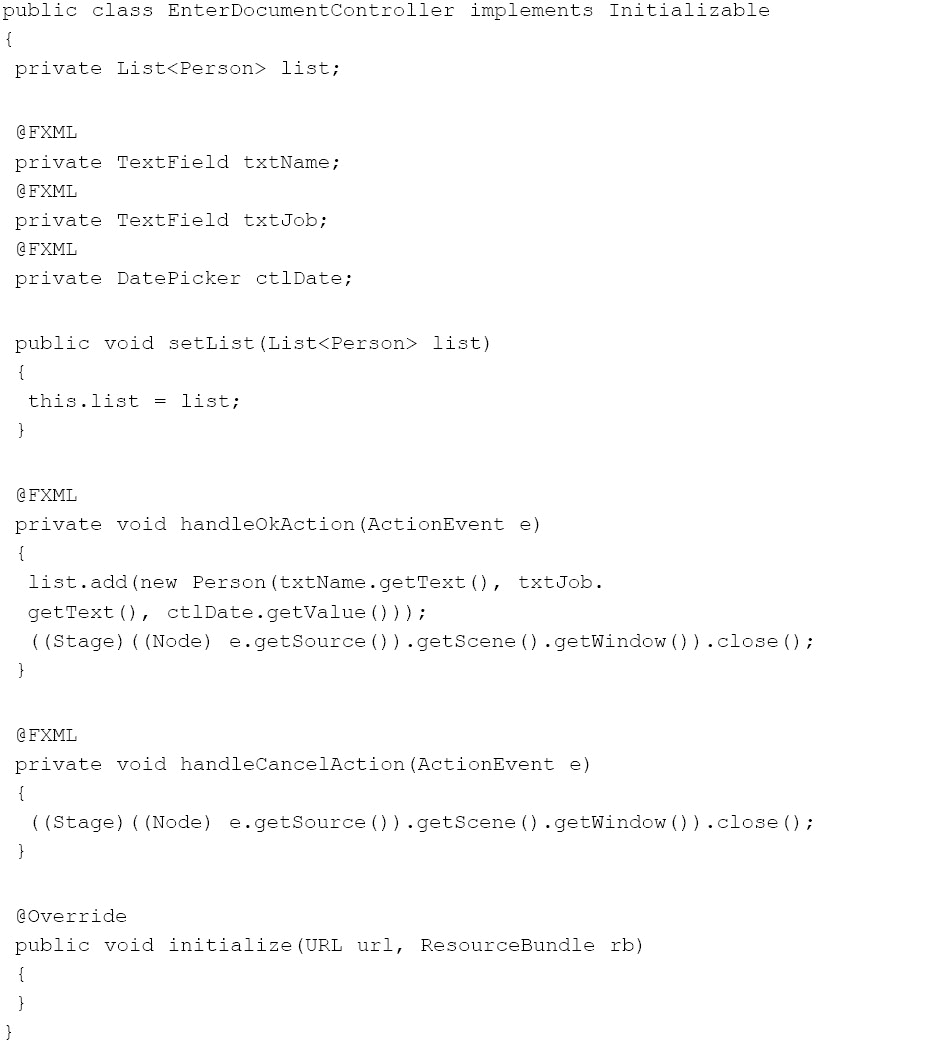 public class EnterDocumentController implements Initializable
{
 private List<Person> list;

 @FXML
 private TextField txtName;
 @FXML
 private TextField txtJob;
 @FXML
 private DatePicker ctlDate;

 public void setList(List<Person> list)
 {
  this.list = list;
 }

 @FXML
 private void handleOkAction(ActionEvent e)
 {
  list.add(new Person(txtName.getText(), txtJob.
  getText(), ctlDate.getValue()));
  ((Stage)((Node) e.getSource()).getScene().getWindow()).close();
 }

 @FXML
 private void handleCancelAction(ActionEvent e)
 {
  ((Stage)((Node) e.getSource()).getScene().getWindow()).close();
 }

 @Override
 public void initialize(URL url, ResourceBundle rb)
 {
 }
}